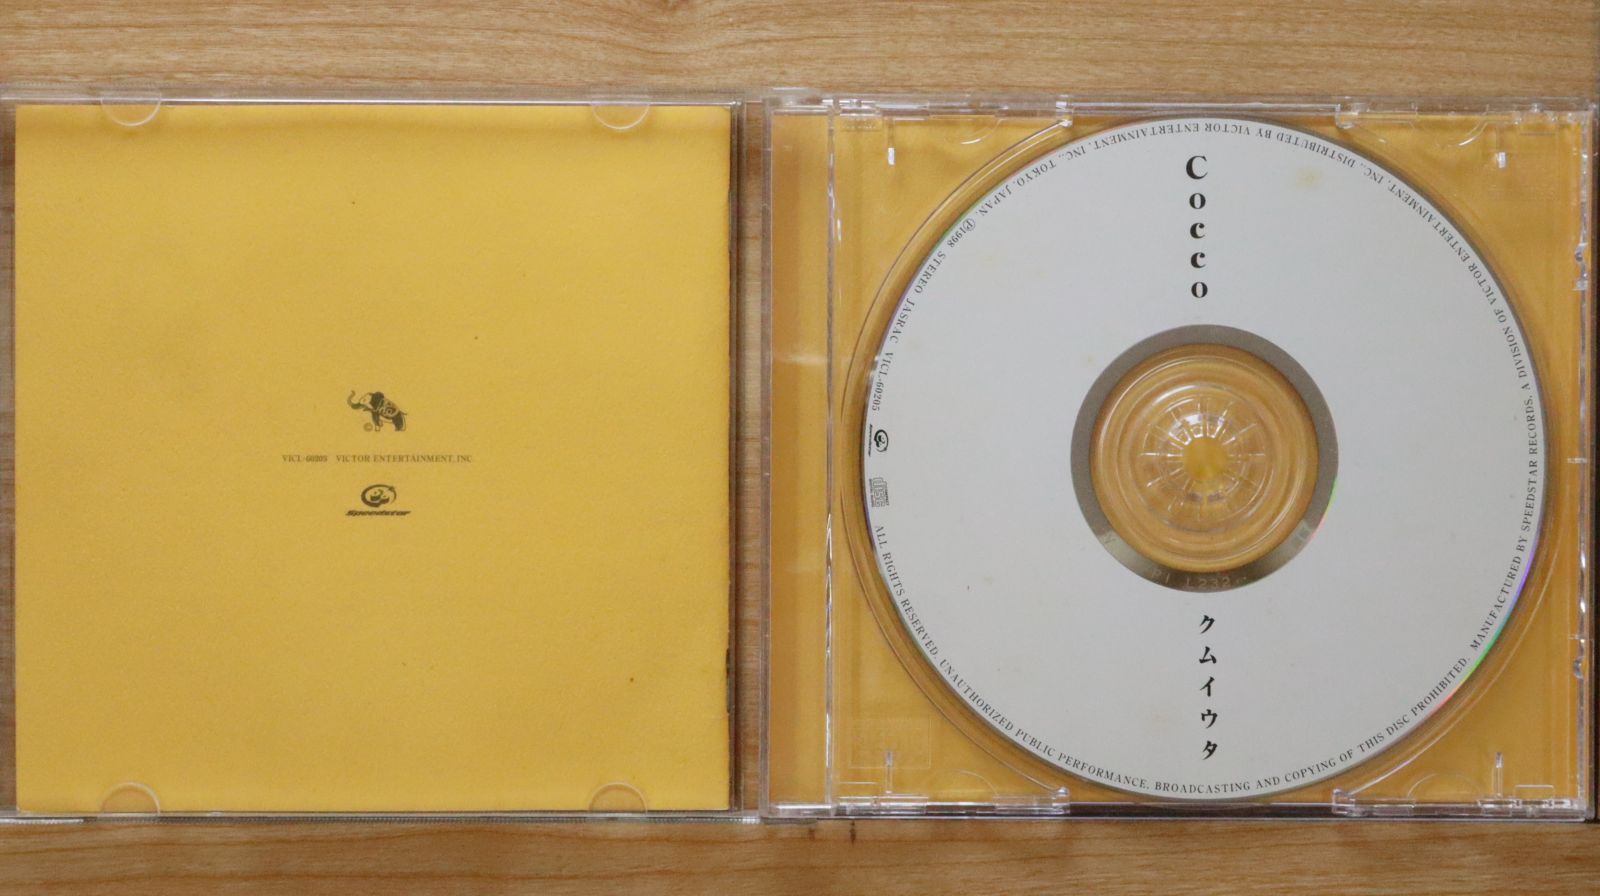 VICL-60205 VICTOR ENTERTAINMENT, INC.
Speedstar
Cocco
クムイウタ
STEREO JASRAC VICL-60205
ALL RIGHTS RESERVED. UNAUTHORIZED PUBLIC PERFORMANCE, BROADCASTING AND COPYING OF THIS DISC PROHIBITED. MANUFACTURED BY SPEEDSTAR RECORDS, A DIVISION OF VICTOR ENTERTAINMENT, INC., DISTRIBUTED BY VICTOR ENTERTAINMENT, INC., TOKYO, JAPAN. Ⓟ1998